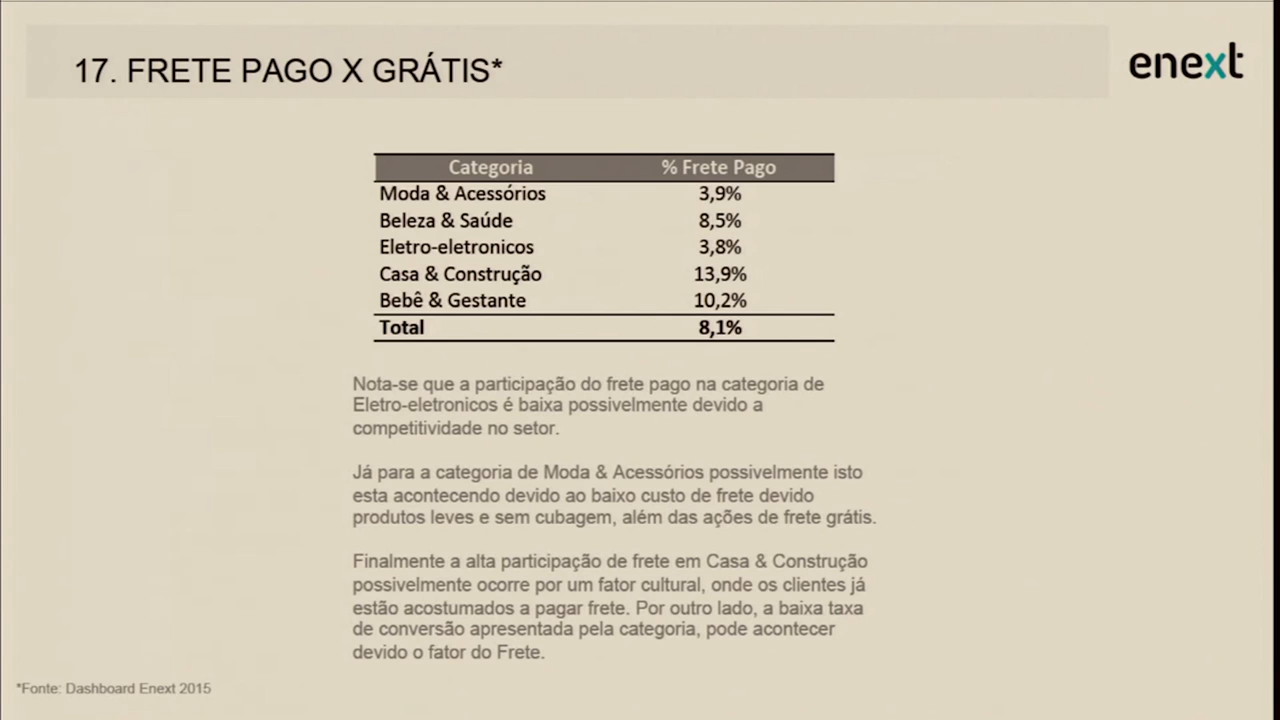 17. FRETE PAGO X GRÁTIS*
enext
Categoria % Frete Pago
Moda & Acessórios 3,9%
Beleza & Saúde 8,5%
Eletro-eletronicos 3,8%
Casa & Construção 13,9%
Bebê & Gestante 10,2%
Total 8,1%
Nota-se que a participação do frete pago na categoria de
Eletro-eletronicos é baixa possivelmente devido a
competitividade no setor.
Já para a categoria de Moda & Acessórios possivelmente isto
esta acontecendo devido ao baixo custo de frete devido
produtos leves e sem cubagem, além das ações de frete grátis.
Finalmente a alta participação de frete em Casa & Construção
possivelmente ocorre por um fator cultural, onde os clientes já
estão acostumados a pagar frete. Por outro lado, a baixa taxa
de conversão apresentada pela categoria, pode acontecer
devido o fator do Frete.
*Fonte: Dashboard Enext 2015